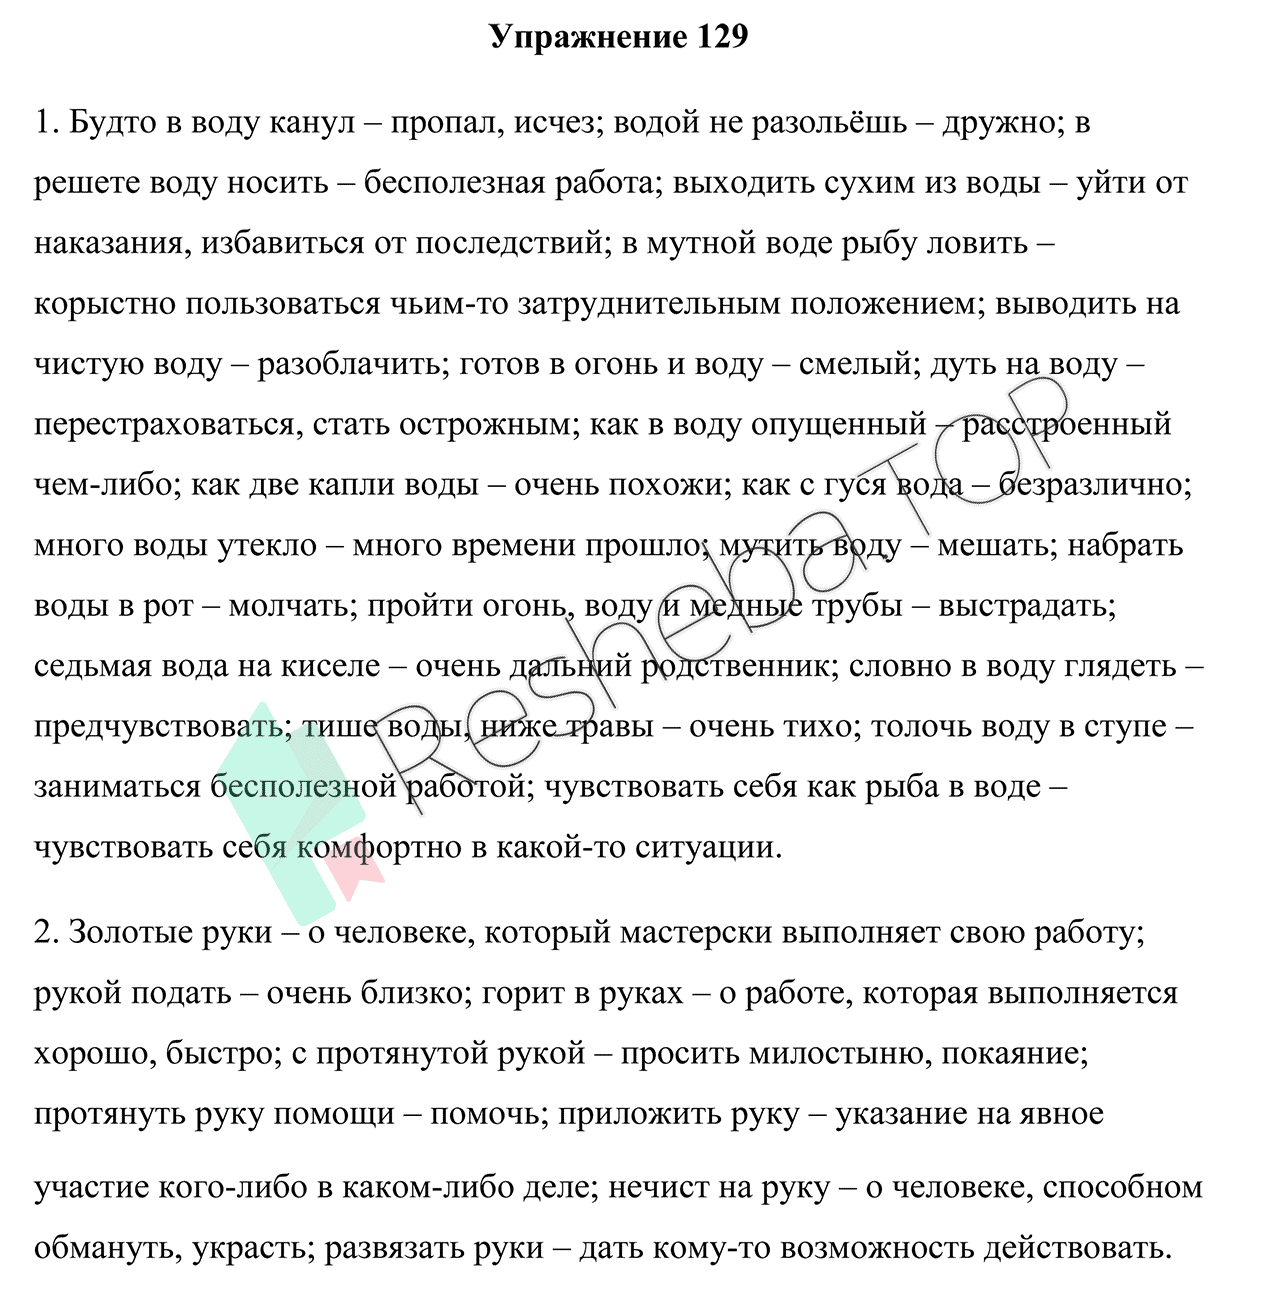 Упражнение 129
1. Будто в воду канул – пропал, исчез; водой не разольёшь – дружно; в
решете воду носить – бесполезная работа; выходить сухим из воды – уйти от
наказания, избавиться от последствий; в мутной воде рыбу ловить –
корыстно пользоваться чьим-то затруднительным положением; выводить на
чистую воду – разоблачить; готов в огонь и воду – смелый; дуть на воду –
перестраховаться, стать осторожным; как в воду опущенный – расстроенный
чем-либо; как две капли воды – очень похожи; как с гуся вода – безразлично;
много воды утекло – много времени прошло; мутить воду – мешать; набрать
воды в рот – молчать; пройти огонь, воду и медные трубы – выстрадать;
седьмая вода на киселе – очень дальний родственник; словно в воду глядеть –
предчувствовать; тише воды, ниже травы – очень тихо; толочь воду в ступе –
заниматься бесполезной работой; чувствовать себя как рыба в воде –
чувствовать себя комфортно в какой-то ситуации.
2. Золотые руки – о человеке, который мастерски выполняет свою работу;
рукой подать – очень близко; горит в руках – о работе, которая выполняется
хорошо, быстро; с протянутой рукой – просить милостыню, покаяние;
протянуть руку помощи – помочь; приложить руку – указание на явное
участие кого-либо в каком-либо деле; нечист на руку – о человеке, способном
обмануть, украсть; развязать руки – дать кому-то возможность действовать.
Resheba TOP